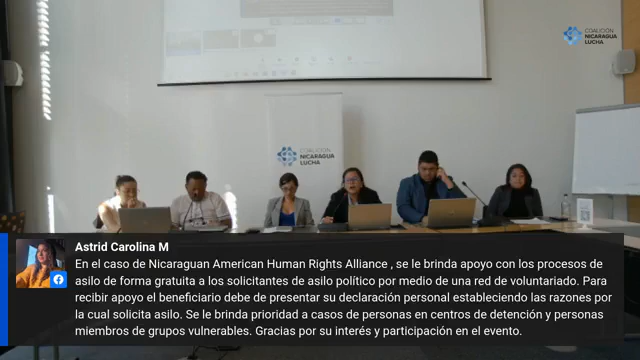 COALICIÓN
NICARAGUA
LUCHA
COALICIÓN
NICARAGUA
LUCHA
Astrid Carolina M
En el caso de Nicaraguan American Human Rights Alliance , se le brinda apoyo con los procesos de
asilo de forma gratuita a los solicitantes de asilo político por medio de una red de voluntariado. Para
recibir apoyo el beneficiario debe de presentar su declaración personal estableciendo las razones por
la cual solicita asilo. Se le brinda prioridad a casos de personas en centros de detención y personas
miembros de grupos vulnerables. Gracias por su interés y participación en el evento.